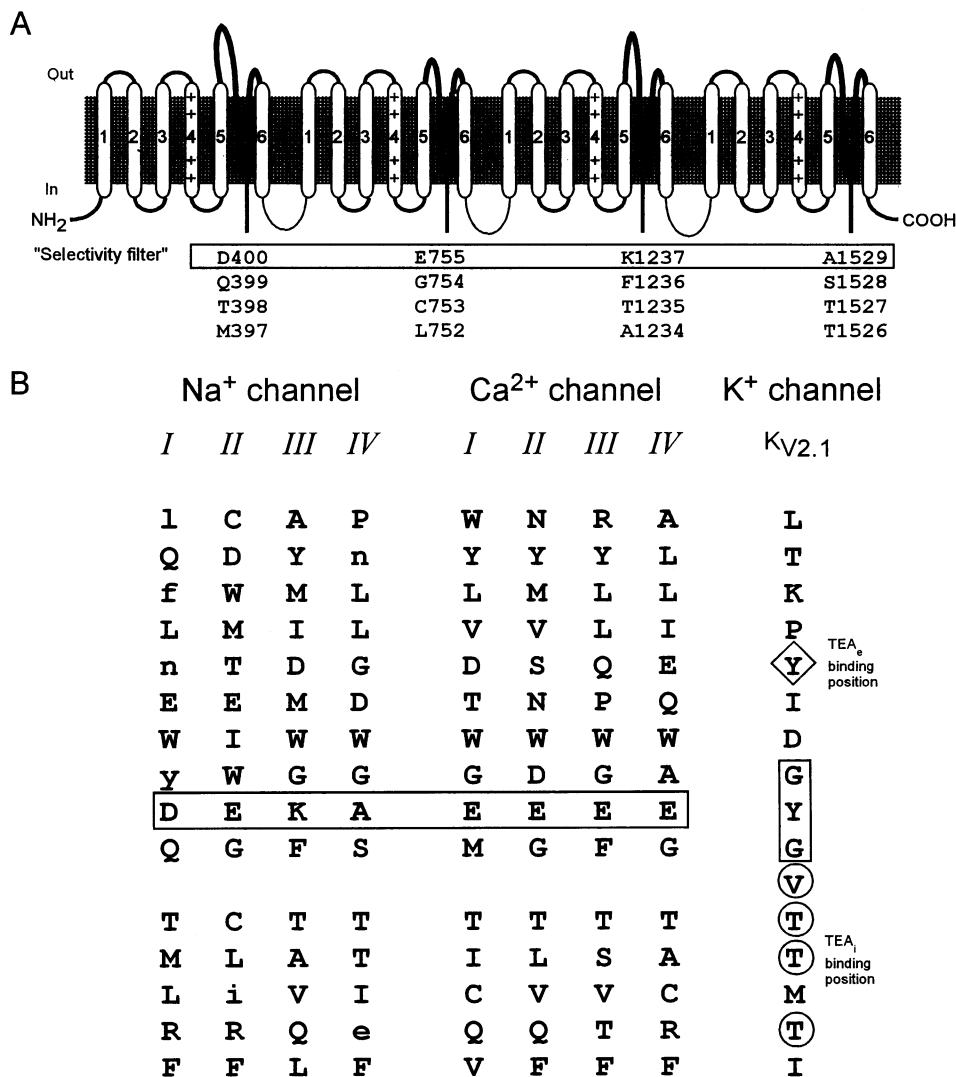 A
Out
1 2 3 4 5 6 1 2 3 4 5 6 1 2 3 4 5 6 1 2 3 4 5 6
+ + + +
+ + + +
+ + + +
+ + + +
+ + + +
In
NH2
COOH
"Selectivity filter" D400 E755 K1237 A1529
Q399 G754 F1236 S1528
T398 C753 T1235 T1527
M397 L752 A1234 T1526
B
Na+ channel Ca2+ channel K+ channel
I II III IV I II III IV KV2.1
l C A P W N R A L
Q D Y n Y Y Y L T
f W M L L M L L K
L M I L V V L I P
n T D G D S Q E Y
TEAe
binding
position
E E M D T N P Q I
W I W W W W W W D
y W G G G D G A G
D E K A E E E E Y
Q G F S M G F G G
V
T C T T T T T T T
M L A T I L S A T
TEAi
binding
position
L i V I C V V C M
R R Q e Q Q T R T
F F L F V F F F I